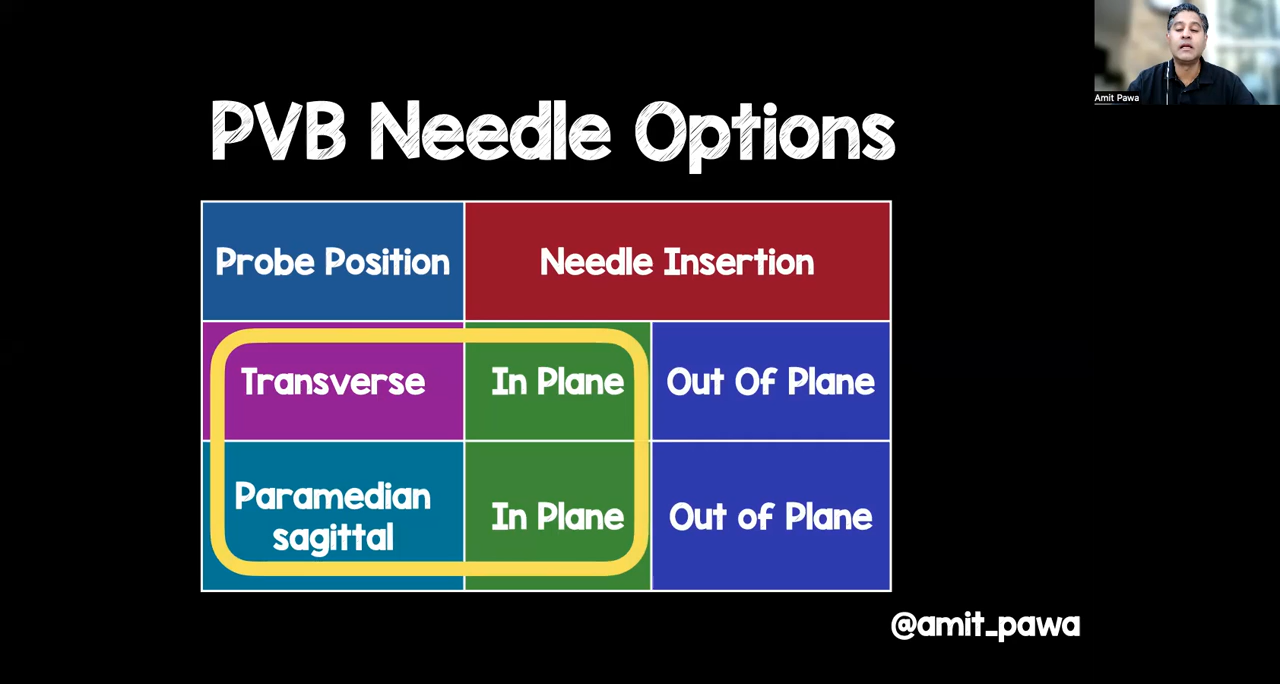 Amit Pawa
PVB Needle Options
Probe Position
Needle Insertion
Transverse
In Plane
Out Of Plane
Paramedian
sagittal
In Plane
Out of Plane
@amit_pawa